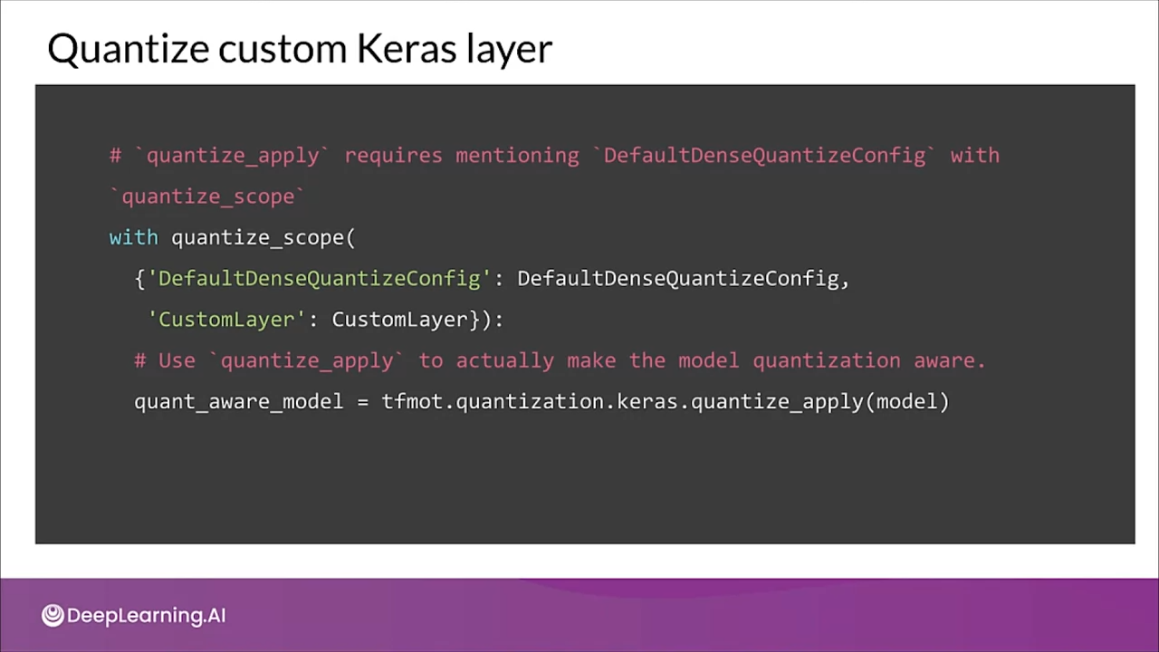 Quantize custom Keras layer
# `quantize_apply` requires mentioning `DefaultDenseQuantizeConfig` with
`quantize_scope`
with quantize_scope(
{'DefaultDenseQuantizeConfig': DefaultDenseQuantizeConfig,
'CustomLayer': CustomLayer}):
# Use `quantize_apply` to actually make the model quantization aware.
quant_aware_model = tfmot.quantization.keras.quantize_apply(model)
DeepLearning.AI